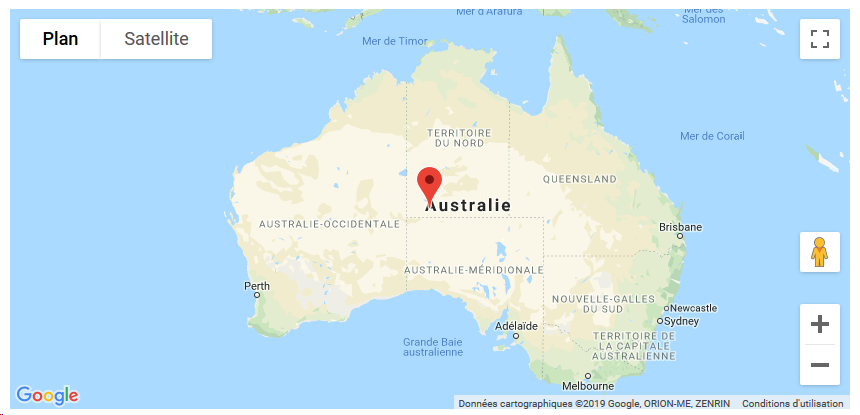 Mer d'Arafura
Mer des
Salomon
Plan
Satellite
Mer de Timor
TERRITOIRE
DU NORD
Mer de Corail
QUEENSLAND
Australie
AUSTRALIE-OCCIDENTALE
Brisbane
AUSTRALIE-MÉRIDIONALE
Perth
NOUVELLE-GALLES
DU SUD
Newcastle
Sydney
Adélaïde
TERRITOIRE DE
LA CAPITALE
AUSTRALIENNE
Grande Baie
australienne
Melbourne
Google
Données cartographiques ©2019 Google, ORION-ME, ZENRIN
Conditions d'utilisation